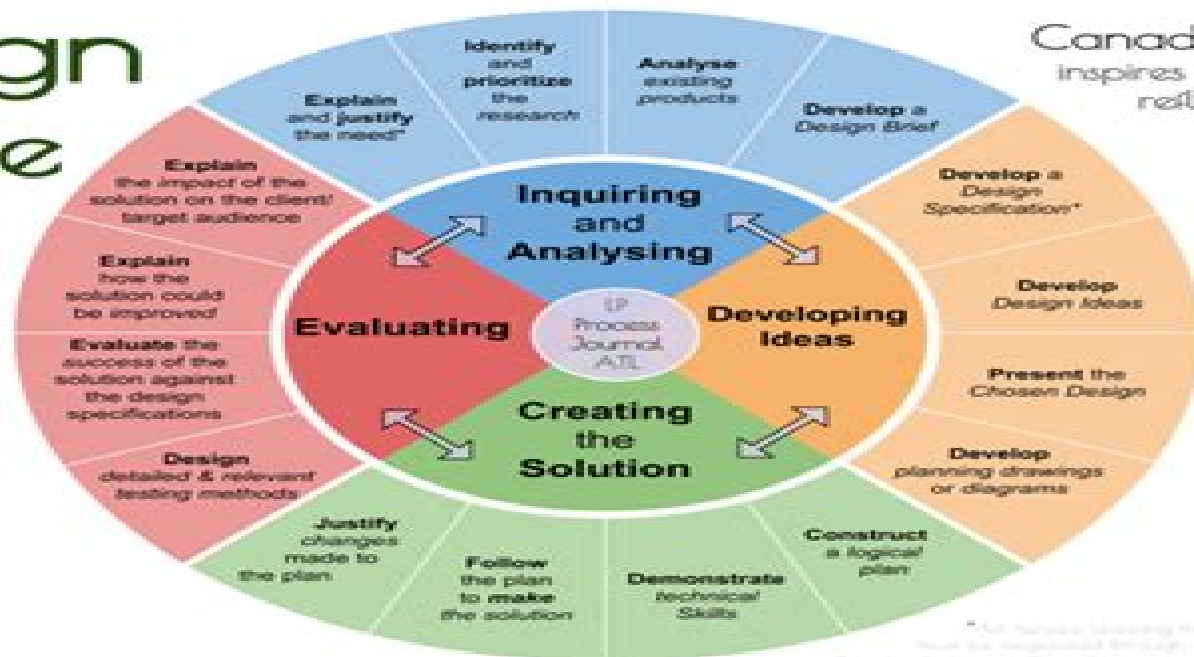 gn
e
Canad
inspires
resil
Explain
and justify
the need*
Identify
and
prioritize
the
research
Analyse
existing
products
Develop a
Design Brief
Develop a
Design
Specification*
Develop
Design Ideas
Present the
Chosen Design
Develop
planning drawings
or diagrams
Construct
a logical
plan
Demonstrate
technical
Skills
Follow
the plan
to make
the solution
Justify
changes
made to
the plan
Design
detailed & relevant
testing methods
Evaluate the
success of the
solution against
the design
specifications
Explain
how the
solution could
be improved
Explain
the impact of the
solution on the client/
target audience
Inquiring
and
Analysing
Developing
Ideas
Creating
the
Solution
Evaluating
LP
Process
Journal
ATL